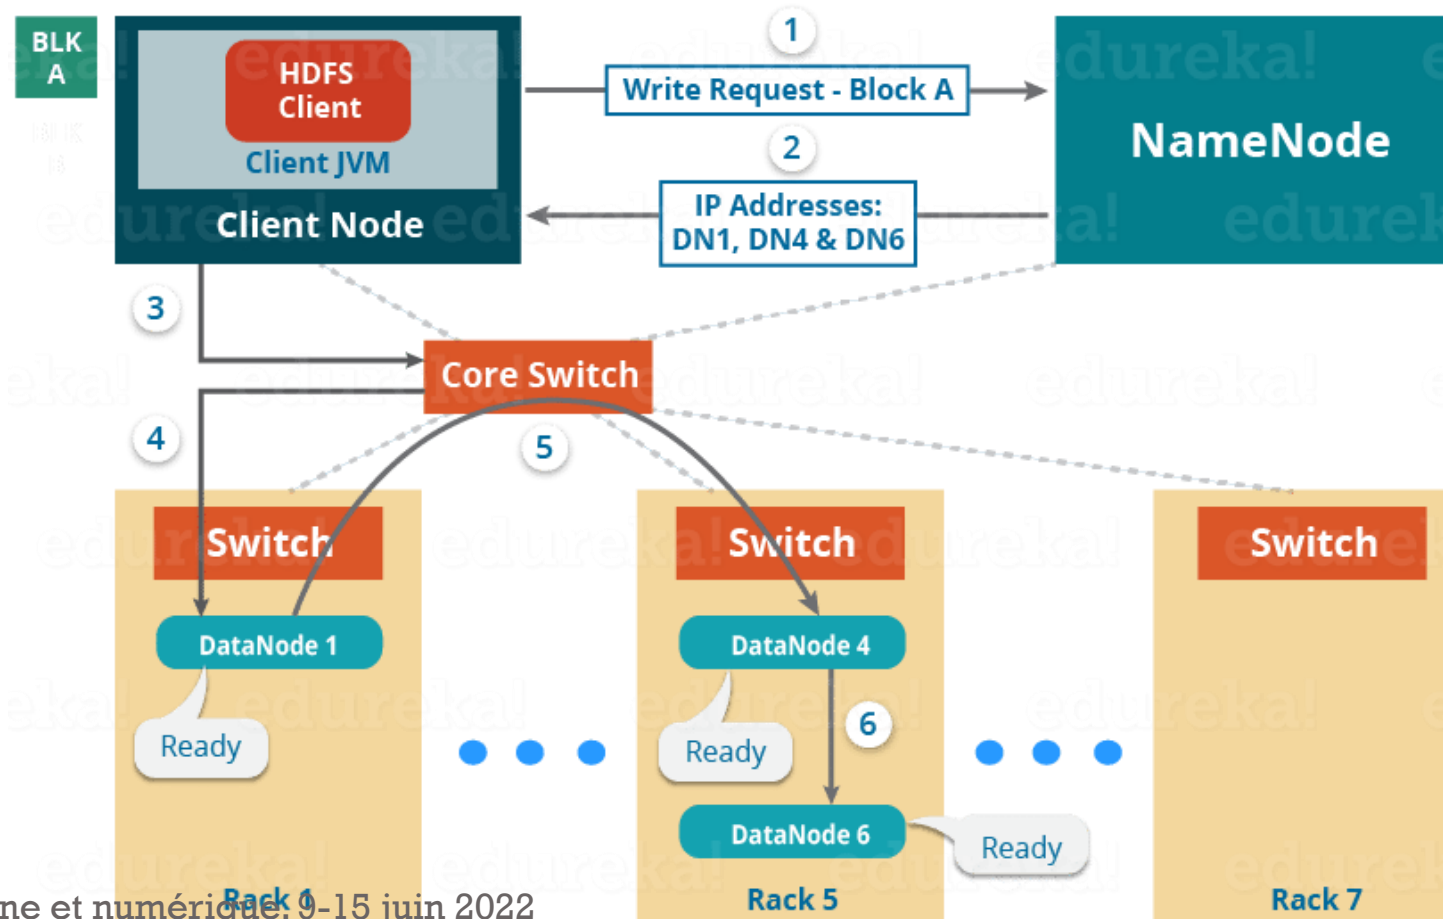 BLK
A
HDFS
Client
Client JVM
Client Node
1
Write Request - Block A
2
IP Addresses:
DN1, DN4 & DN6
NameNode
3
Core Switch
4
5
Switch
Switch
Switch
DataNode 1
DataNode 4
Ready
Ready
6
DataNode 6
Ready
Rack 1
Rack 5
Rack 7
ne et numérique, 9-15 juin 2022
edureka!